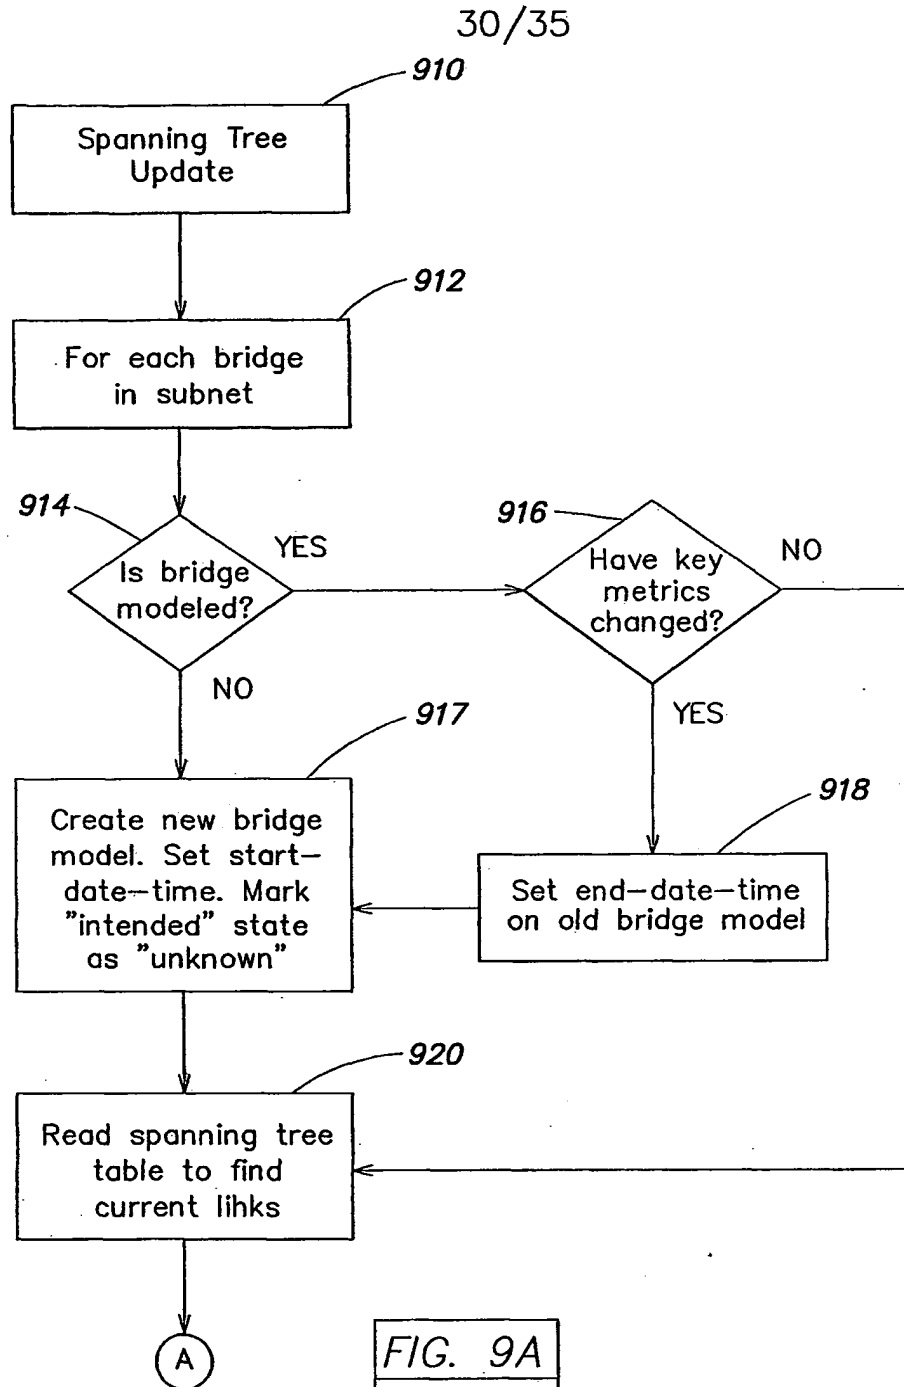 30/35
910
Spanning Tree
Update
912
For each bridge
in subnet
914
Is bridge
modeled?
YES
NO
916
Have key
metrics
changed?
NO
YES
917
Create new bridge
model. Set start-
date-time. Mark
"intended" state
as "unknown"
918
Set end-date-time
on old bridge model
920
Read spanning tree
table to find
current lihks
A
FIG. 9A